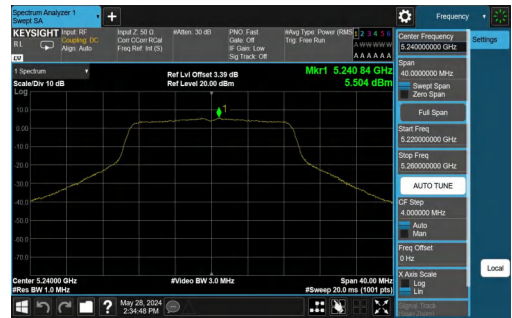 Spectrum Analyzer 1
Swept SA
+
Frequency
KEYSIGHT
RL
LV
Input: RF
Coupling: DC
Align: Auto
Input Z: 50 Ω
Corr CCorr RCal
Freq Ref: Int (S)
#Atten: 30 dB
PNO: Fast
Gate: Off
IF Gain: Low
Sig Track: Off
#Avg Type: Power (RMS
Trig: Free Run
1 2 3 4 5 6
A W W W W W
A A A A A A
1 Spectrum
Scale/Div 10 dB
Log
Ref Lvl Offset 3.39 dB
Ref Level 20.00 dBm
Mkr1 5.240 84 GHz
5.504 dBm
1
10.0
0.00
-10.0
-20.0
-30.0
-40.0
-50.0
-60.0
-70.0
Center 5.24000 GHz
#Res BW 1.0 MHz
#Video BW 3.0 MHz
Span 40.00 MHz
#Sweep 20.0 ms (1001 pts)
May 28, 2024
2:34:48 PM
?
Center Frequency
5.240000000 GHz
Settings
Span
40.0000000 MHz
Swept Span
Zero Span
Full Span
Start Freq
5.220000000 GHz
Stop Freq
5.260000000 GHz
AUTO TUNE
CF Step
4.000000 MHz
Auto
Man
Freq Offset
0 Hz
X Axis Scale
Log
Lin
Local
Signal Track